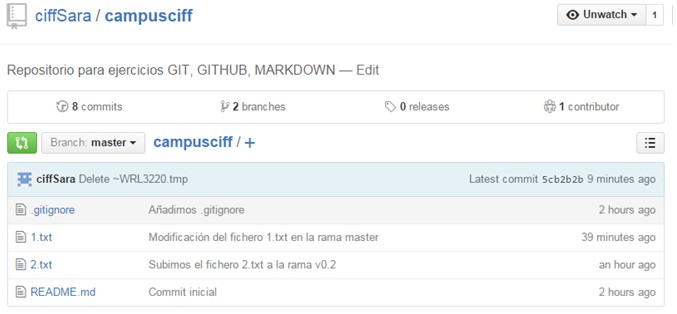 ciffSara / campusciff
Unwatch 1
Repositorio para ejercicios GIT, GITHUB, MARKDOWN — Edit
8 commits 2 branches 0 releases 1 contributor
Branch: master campusciff / +
ciffSara Delete ~WRL3220.tmp Latest commit 5cb2b2b 9 minutes ago
.gitignore Añadimos .gitignore 2 hours ago
1.txt Modificación del fichero 1.txt en la rama master 39 minutes ago
2.txt Subimos el fichero 2.txt a la rama v0.2 an hour ago
README.md Commit inicial 2 hours ago